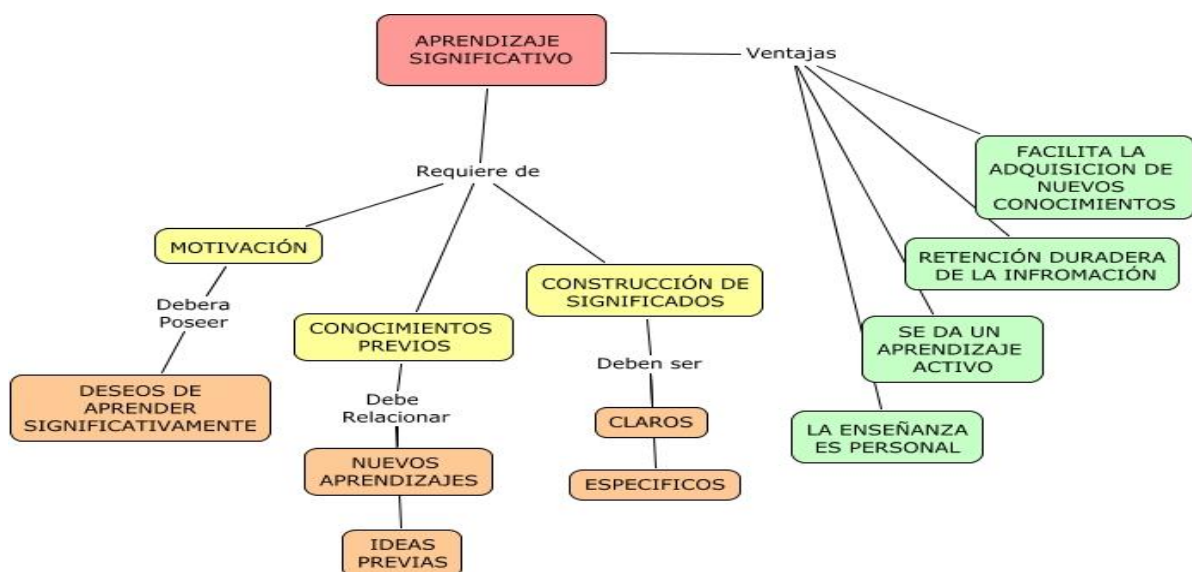 APRENDIZAJE
SIGNIFICATIVO
Ventajas
Requiere de
MOTIVACIÓN
Debera
Poseer
DESEOS DE
APRENDER
SIGNIFICATIVAMENTE
CONOCIMIENTOS
PREVIOS
Debe
Relacionar
NUEVOS
APRENDIZAJES
IDEAS
PREVIAS
CONSTRUCCIÓN DE
SIGNIFICADOS
Deben ser
CLAROS
ESPECIFICOS
FACILITA LA
ADQUISICION DE
NUEVOS
CONOCIMIENTOS
RETENCIÓN DURADERA
DE LA INFROMACIÓN
SE DA UN
APRENDIZAJE
ACTIVO
LA ENSEÑANZA
ES PERSONAL